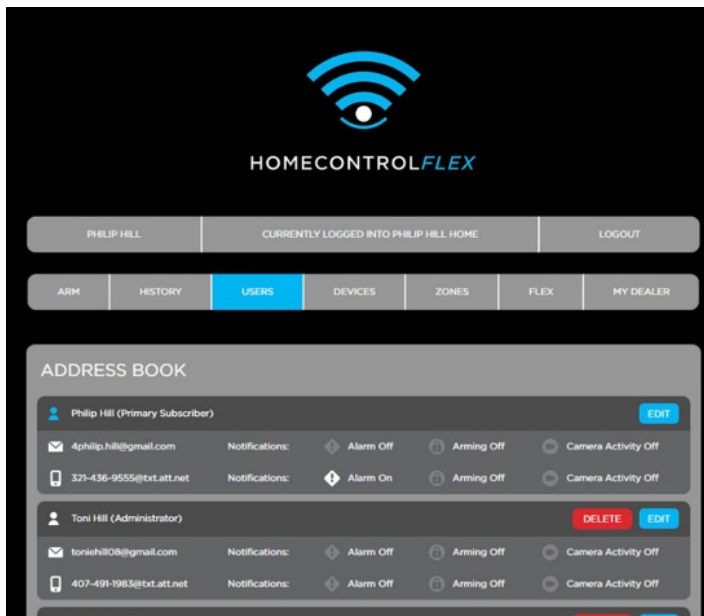 HOMECONTROLFLEX
PHILIP HILL CURRENTLY LOGGED INTO PHILIP HILL HOME LOGOUT
ARM HISTORY USERS DEVICES ZONES FLEX MY DEALER
ADDRESS BOOK
Philip Hill (Primary Subscriber) EDIT
4philip.hill@gmail.com Notifications: Alarm Off Arming Off Camera Activity Off
321-436-9555@txt.att.net Notifications: Alarm On Arming Off Camera Activity Off
Toni Hill (Administrator) DELETE EDIT
toniehill08@gmail.com Notifications: Alarm Off Arming Off Camera Activity Off
407-491-1983@txt.att.net Notifications: Alarm Off Arming Off Camera Activity Off